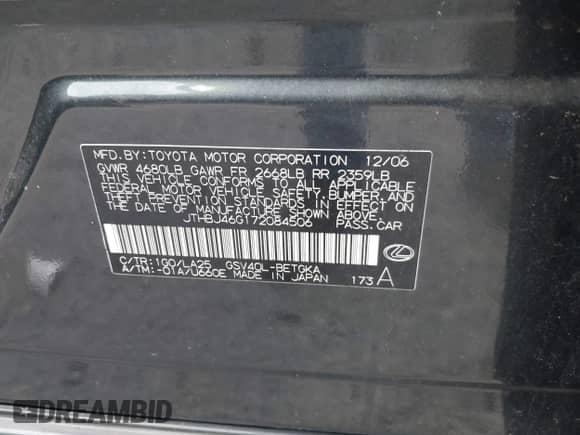 MFD.BY:TOYOTA MOTOR CORPORATION 12/06
GVWR 4680LB GAWR FR 2668LB RR 2359LB
THIS VEHICLE CONFORMS TO ALL APPLICABLE
FEDERAL MOTOR VEHICLE SAFETY,BUMPER,AND
THEFT PREVENTION STANDARDS IN EFFECT ON
THE DATE OF MANUFACTURE SHOWN ABOVE.
JTHBJ46G172084506 PASS.CAR
C/TR:1G0/LA25 GSV40L-BETGKA
A/TM:-01A/U660E MADE IN JAPAN 173 A
DREAMBID